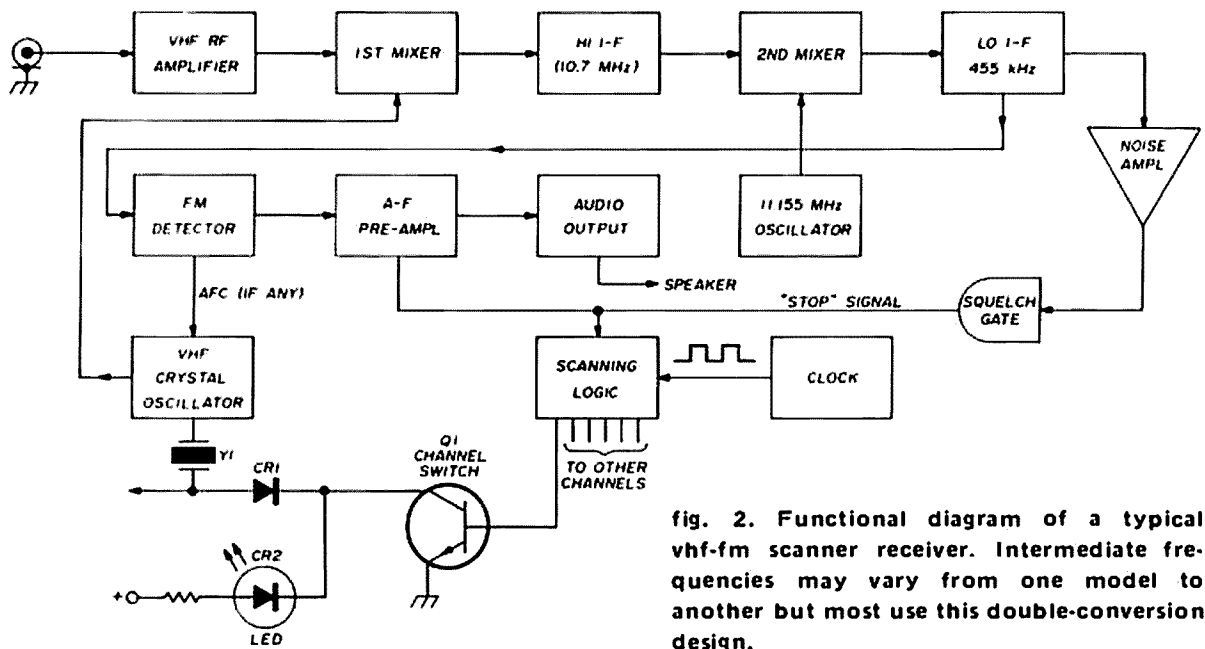 VHF RF
AMPLIFIER
1ST MIXER
HI I-F
(10.7 MHz)
2ND MIXER
LO I-F
455 kHz
NOISE
AMPL
FM
DETECTOR
A-F
PRE-AMPL
AUDIO
OUTPUT
11.155 MHz
OSCILLATOR
SPEAKER
AFC (IF ANY)
"STOP" SIGNAL
SQUELCH
GATE
VHF
CRYSTAL
OSCILLATOR
SCANNING
LOGIC
CLOCK
Y1
CR1
Q1
CHANNEL
SWITCH
TO OTHER
CHANNELS
CR2
+
LED
fig. 2. Functional diagram of a typical
vhf-fm scanner receiver. Intermediate fre-
quencies may vary from one model to
another but most use this double-conversion
design.